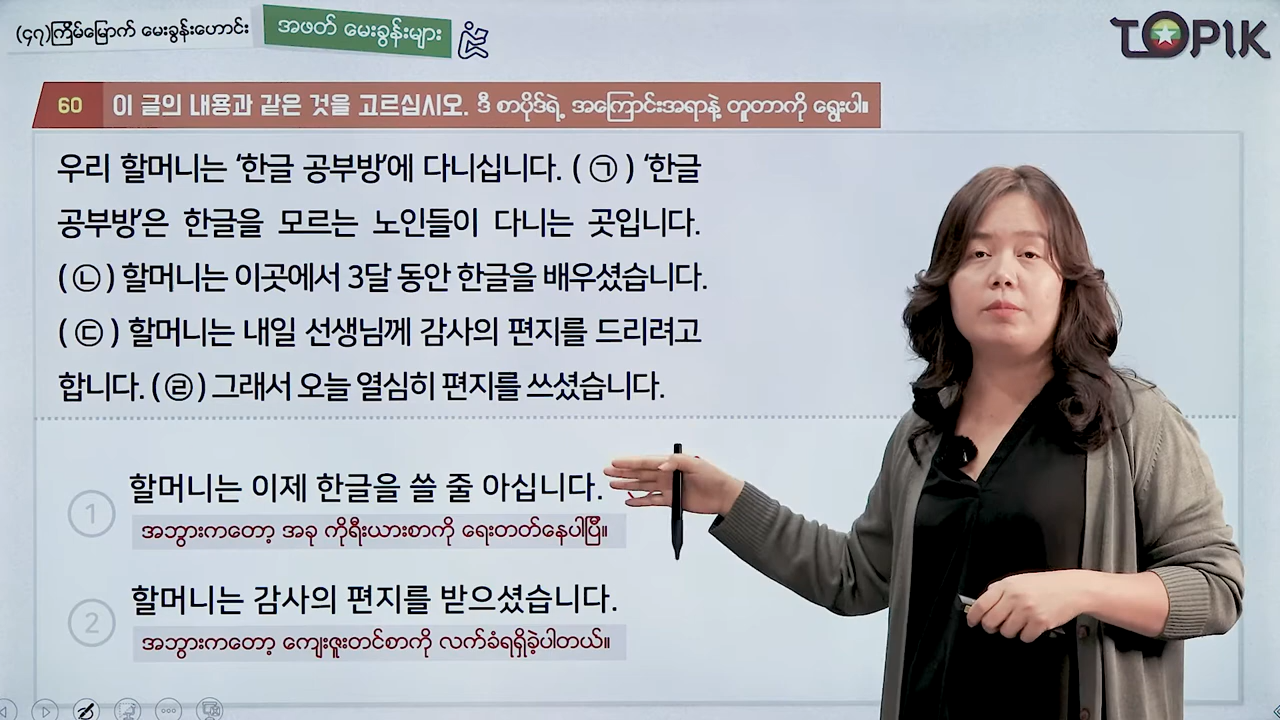 (၄၇)ကြိမ်မြောက် မေးခွန်းဟောင်း
အဖတ် မေးခွန်းများ
TOPIK
60 이 글의 내용과 같은 것을 고르십시오. ဒီ စာပိုဒ်ရဲ့ အကြောင်းအရာနဲ့ တူတာကို ရွေးပါ။
우리 할머니는 ‘한글 공부방’에 다니십니다. ( ㉠ ) ‘한글
공부방’은 한글을 모르는 노인들이 다니는 곳입니다.
( ㉡ ) 할머니는 이곳에서 3달 동안 한글을 배우셨습니다.
( ㉢ ) 할머니는 내일 선생님께 감사의 편지를 드리려고
합니다. ( ㉣ ) 그래서 오늘 열심히 편지를 쓰셨습니다.
1 할머니는 이제 한글을 쓸 줄 아십니다.
အဘွားကတော့ အခု ကိုရီးယားစာကို ရေးတတ်နေပါပြီ။
2 할머니는 감사의 편지를 받으셨습니다.
အဘွားကတော့ ကျေးဇူးတင်စာကို လက်ခံရရှိခဲ့ပါတယ်။